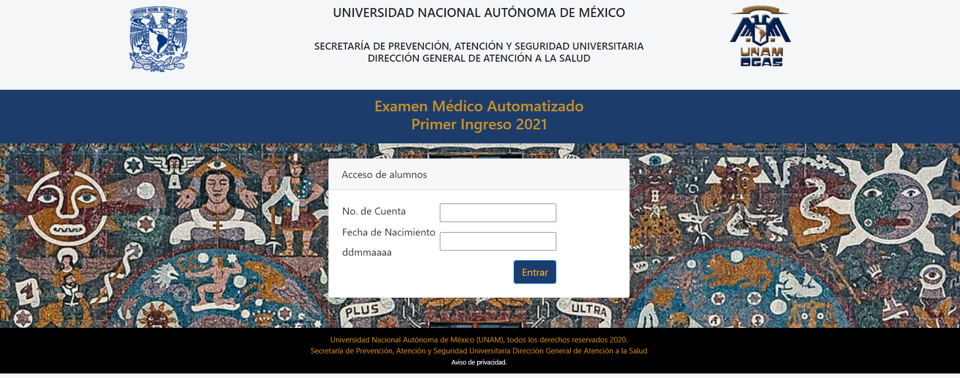 UNIVERSIDAD NACIONAL AUTÓNOMA DE MÉXICO
SECRETARÍA DE PREVENCIÓN, ATENCIÓN Y SEGURIDAD UNIVERSITARIA
DIRECCIÓN GENERAL DE ATENCIÓN A LA SALUD
UNAM
DGAS
Examen Médico Automatizado
Primer Ingreso 2021
Acceso de alumnos
No. de Cuenta
Fecha de Nacimiento
ddmmaaaa
Entrar
PLUS
ULTRA
Universidad Nacional Autónoma de México (UNAM), todos los derechos reservados 2020.
Secretaría de Prevención, Atención y Seguridad Universitaria Dirección General de Atención a la Salud
Aviso de privacidad.